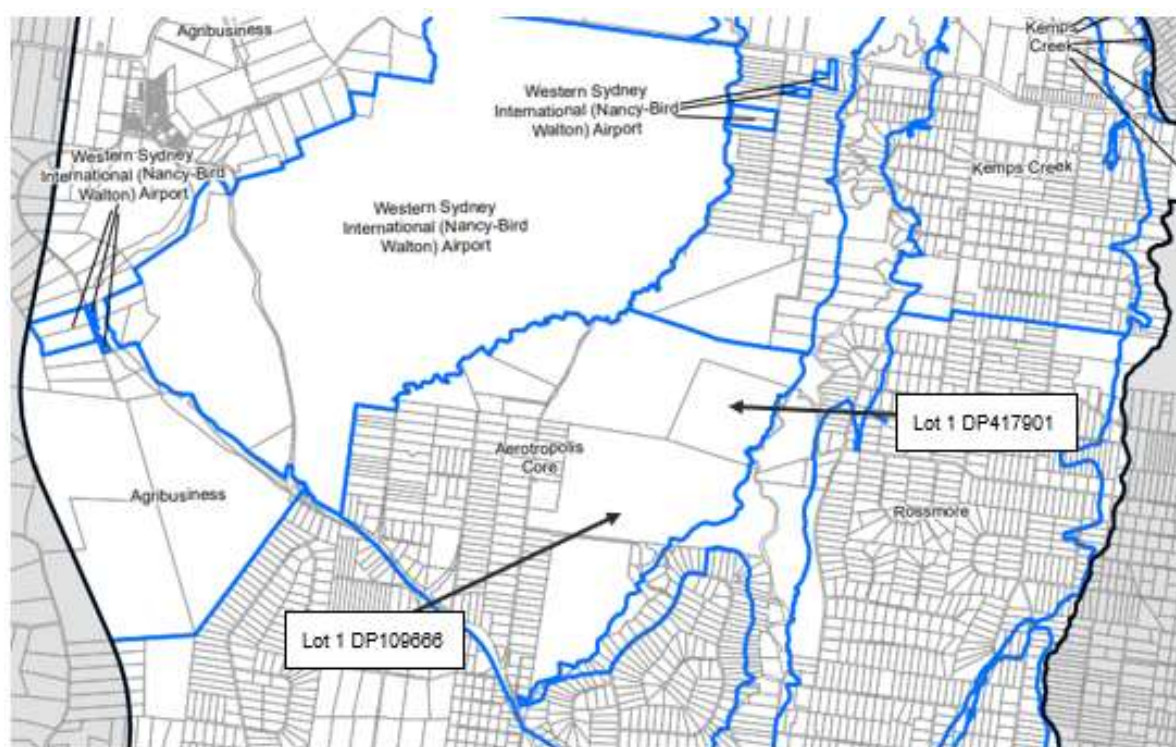 Agribusiness
Kemps
Creek
Western Sydney
International (Nancy-Bird
Walton) Airport
Western Sydney
International (Nancy-Bird
Walton) Airport
Kemps Creek
Western Sydney
International (Nancy-Bird
Walton) Airport
Lot 1 DP417901
Aerotropolis
Core
Agribusiness
Rossmore
Lot 1 DP109666